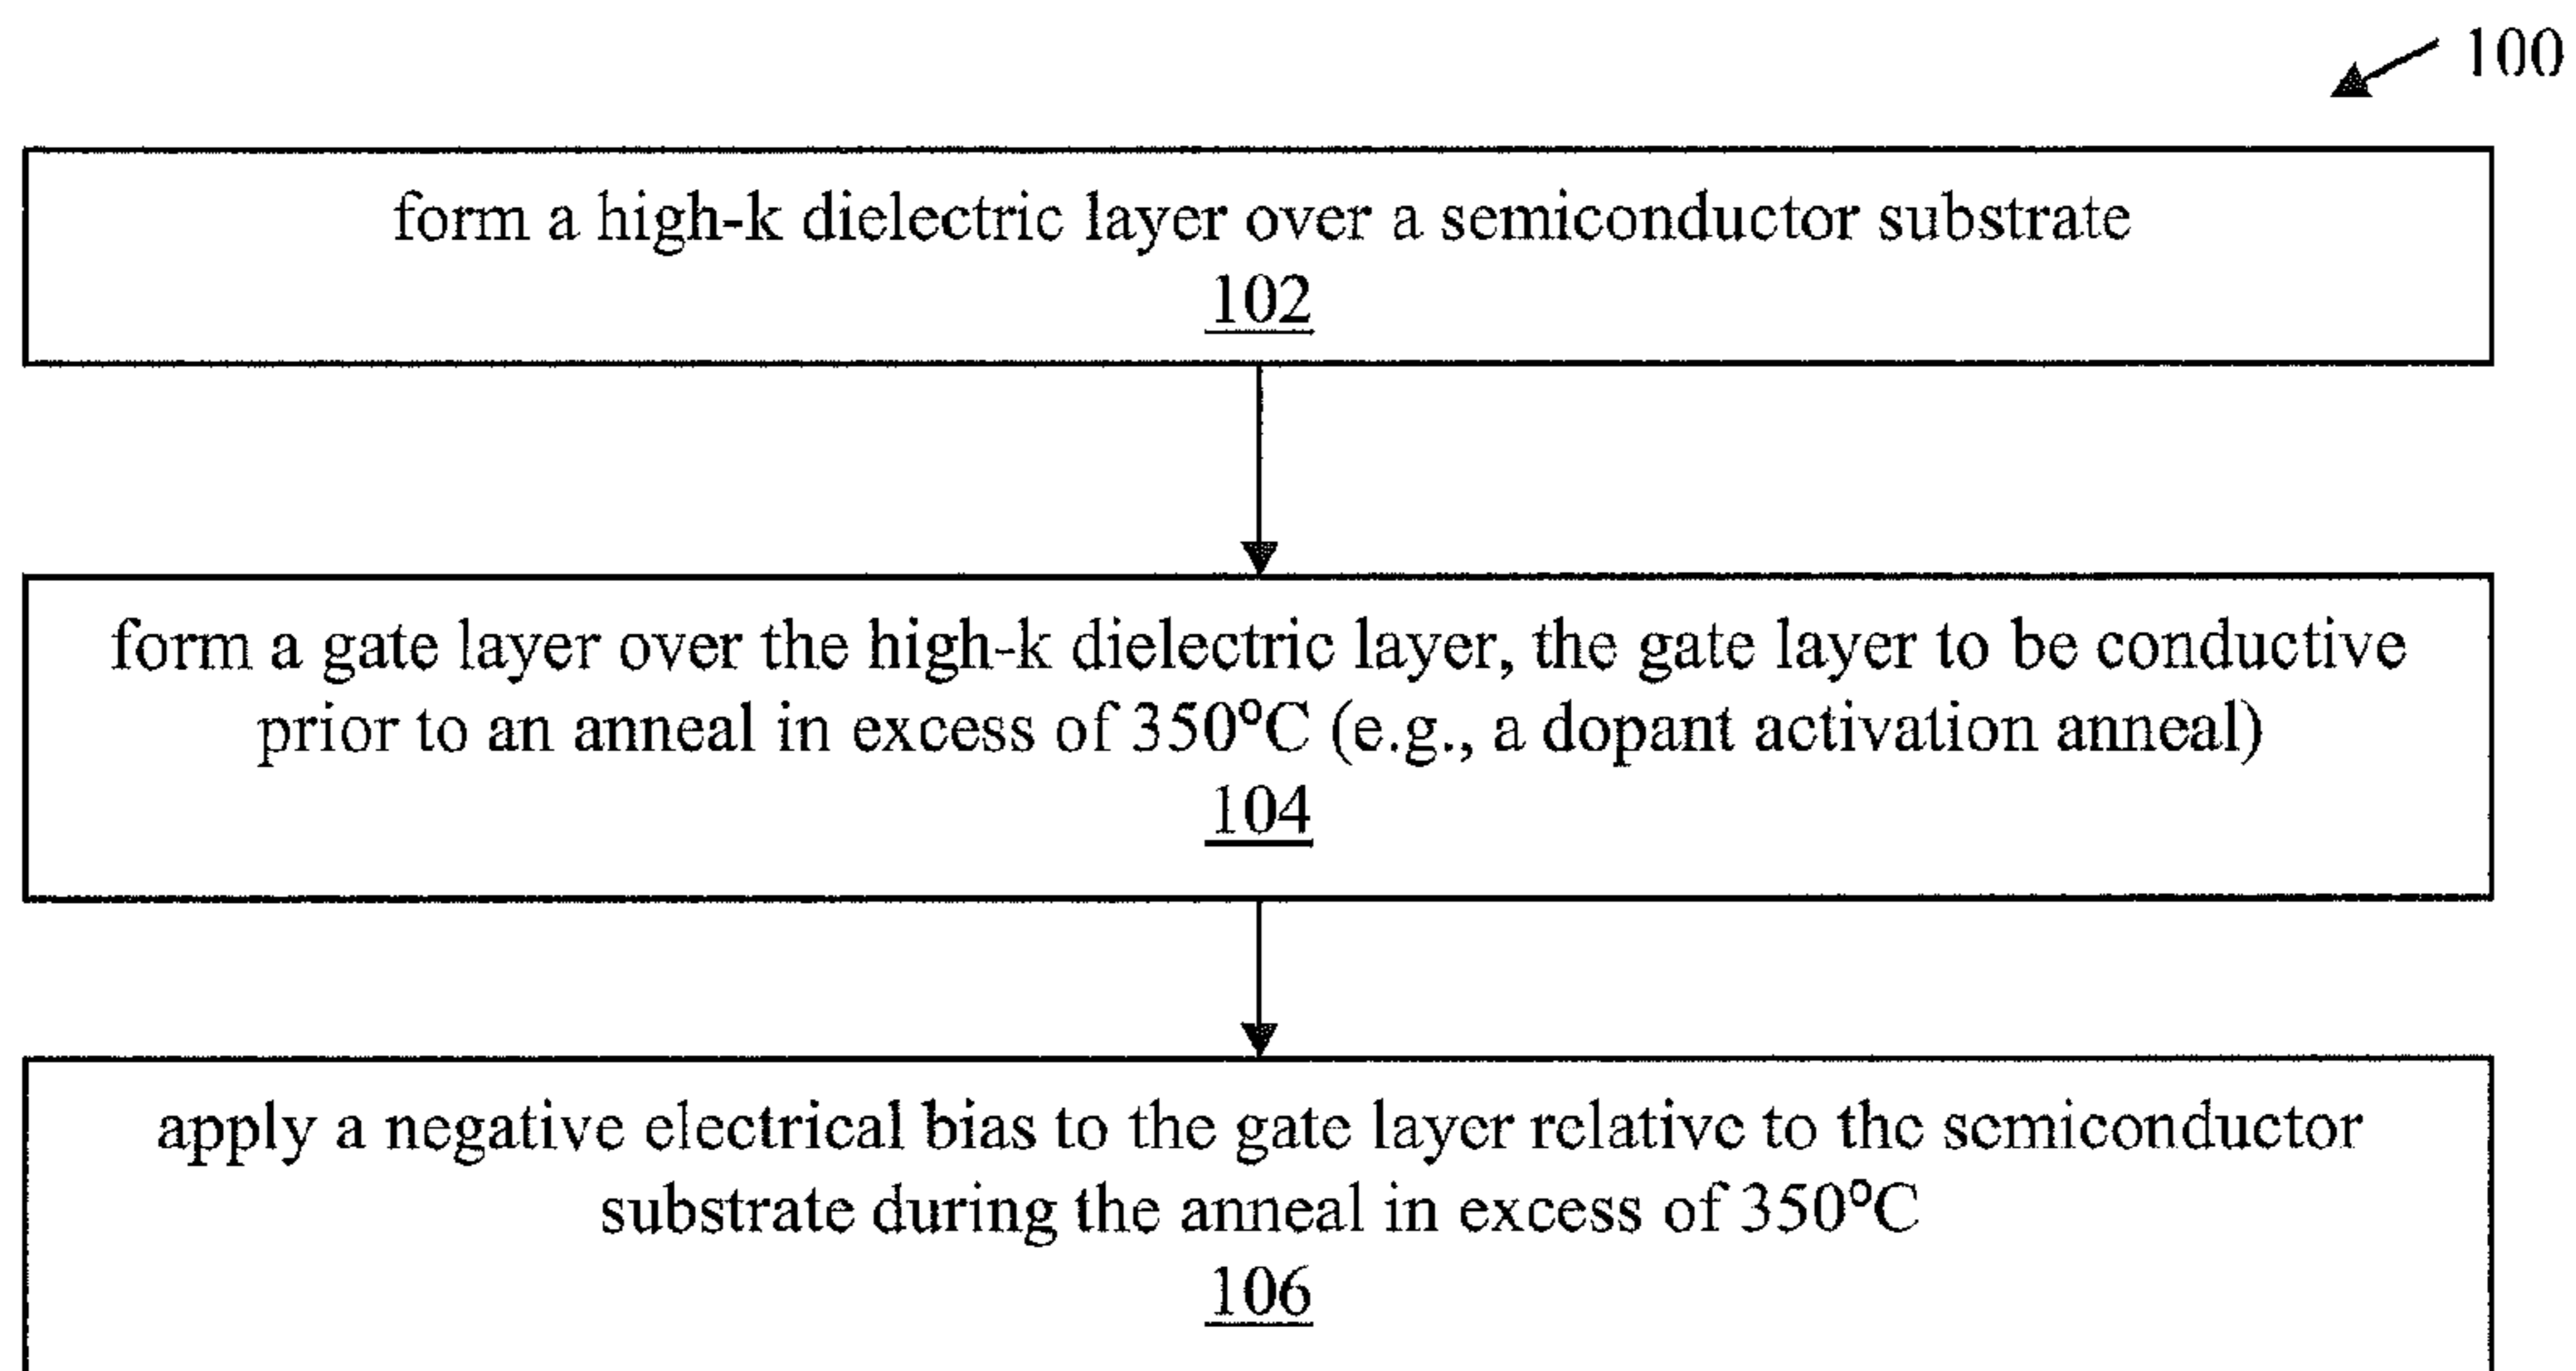 100
form a high-k dielectric layer over a semiconductor substrate
102
form a gate layer over the high-k dielectric layer, the gate layer to be conductive
prior to an anneal in excess of 350°C (e.g., a dopant activation anneal)
104
apply a negative electrical bias to the gate layer relative to the semiconductor
substrate during the anneal in excess of 350°C
106